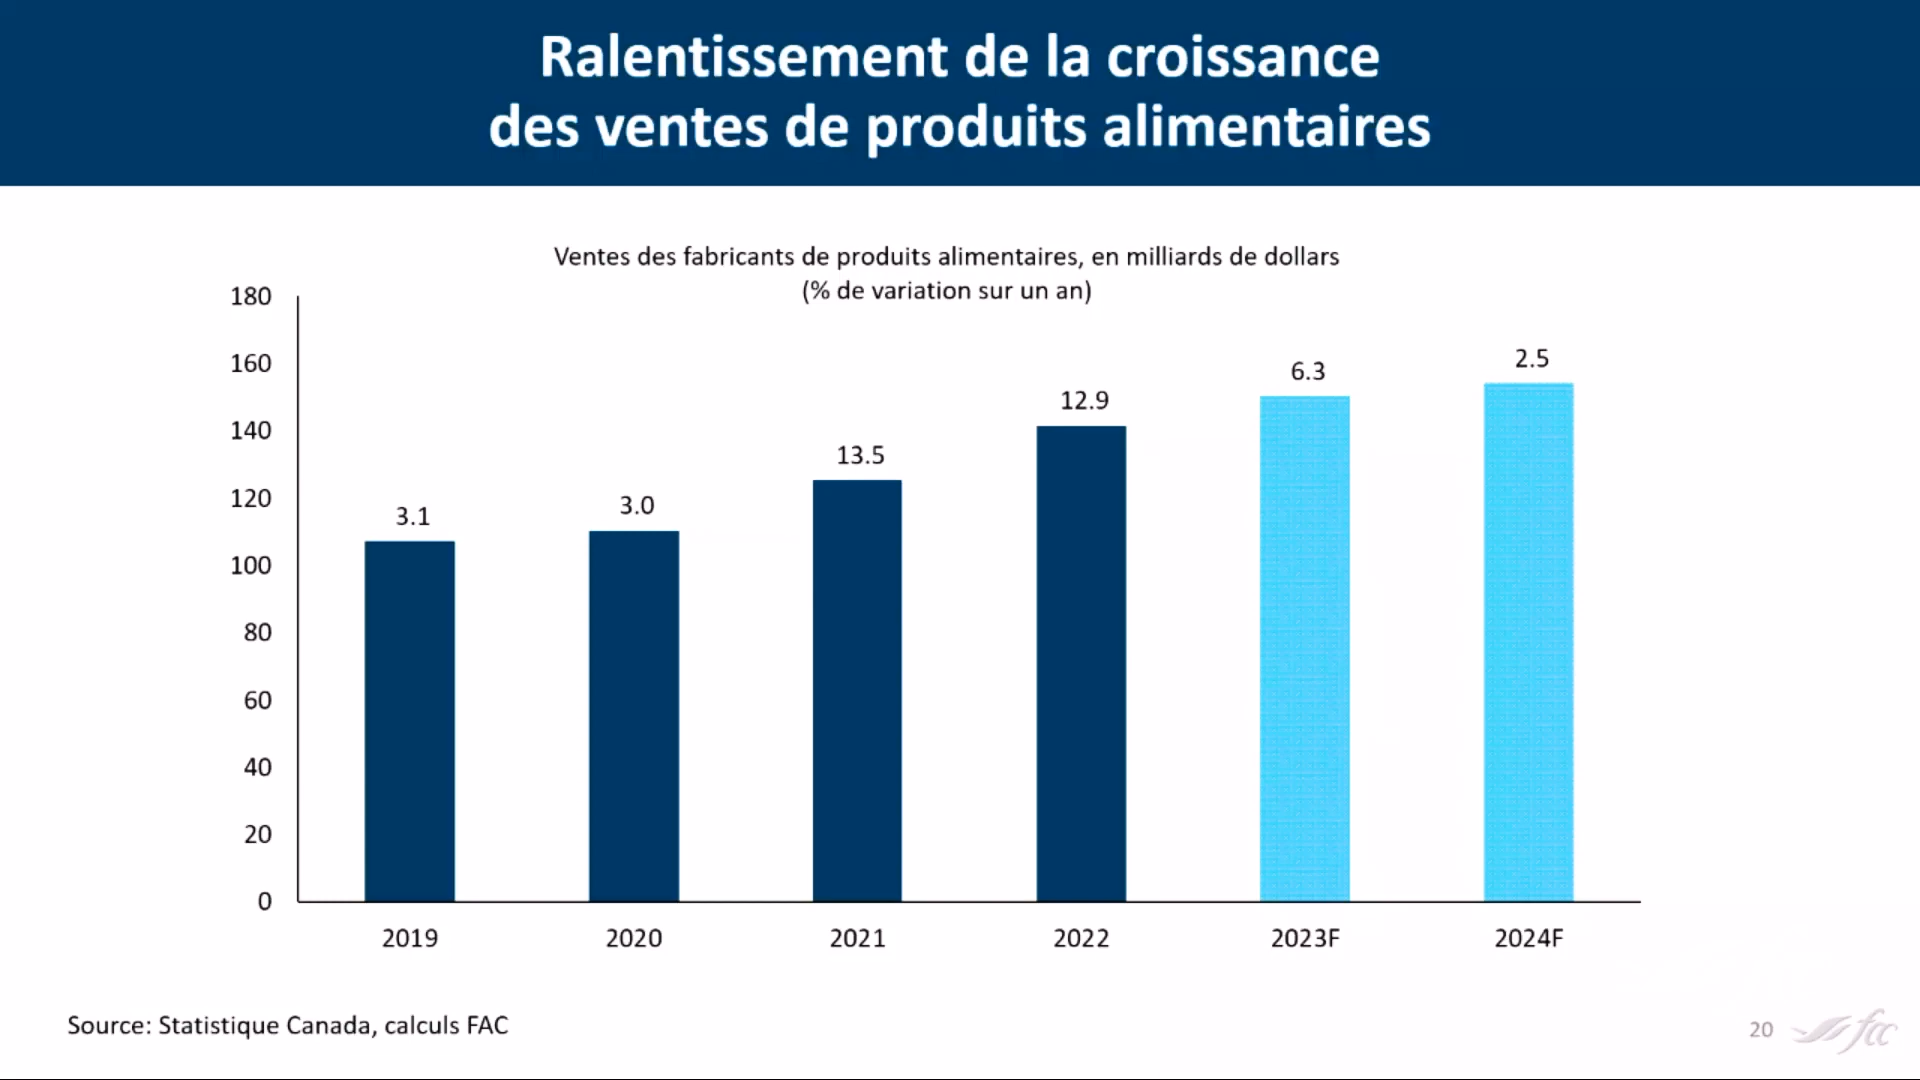 Ralentissement de la croissance
des ventes de produits alimentaires
Ventes des fabricants de produits alimentaires, en milliards de dollars
(% de variation sur un an)
180
160
140
120
100
80
60
40
20
0
3.1
3.0
13.5
12.9
6.3
2.5
2019
2020
2021
2022
2023F
2024F
Source: Statistique Canada, calculs FAC
20
fcc